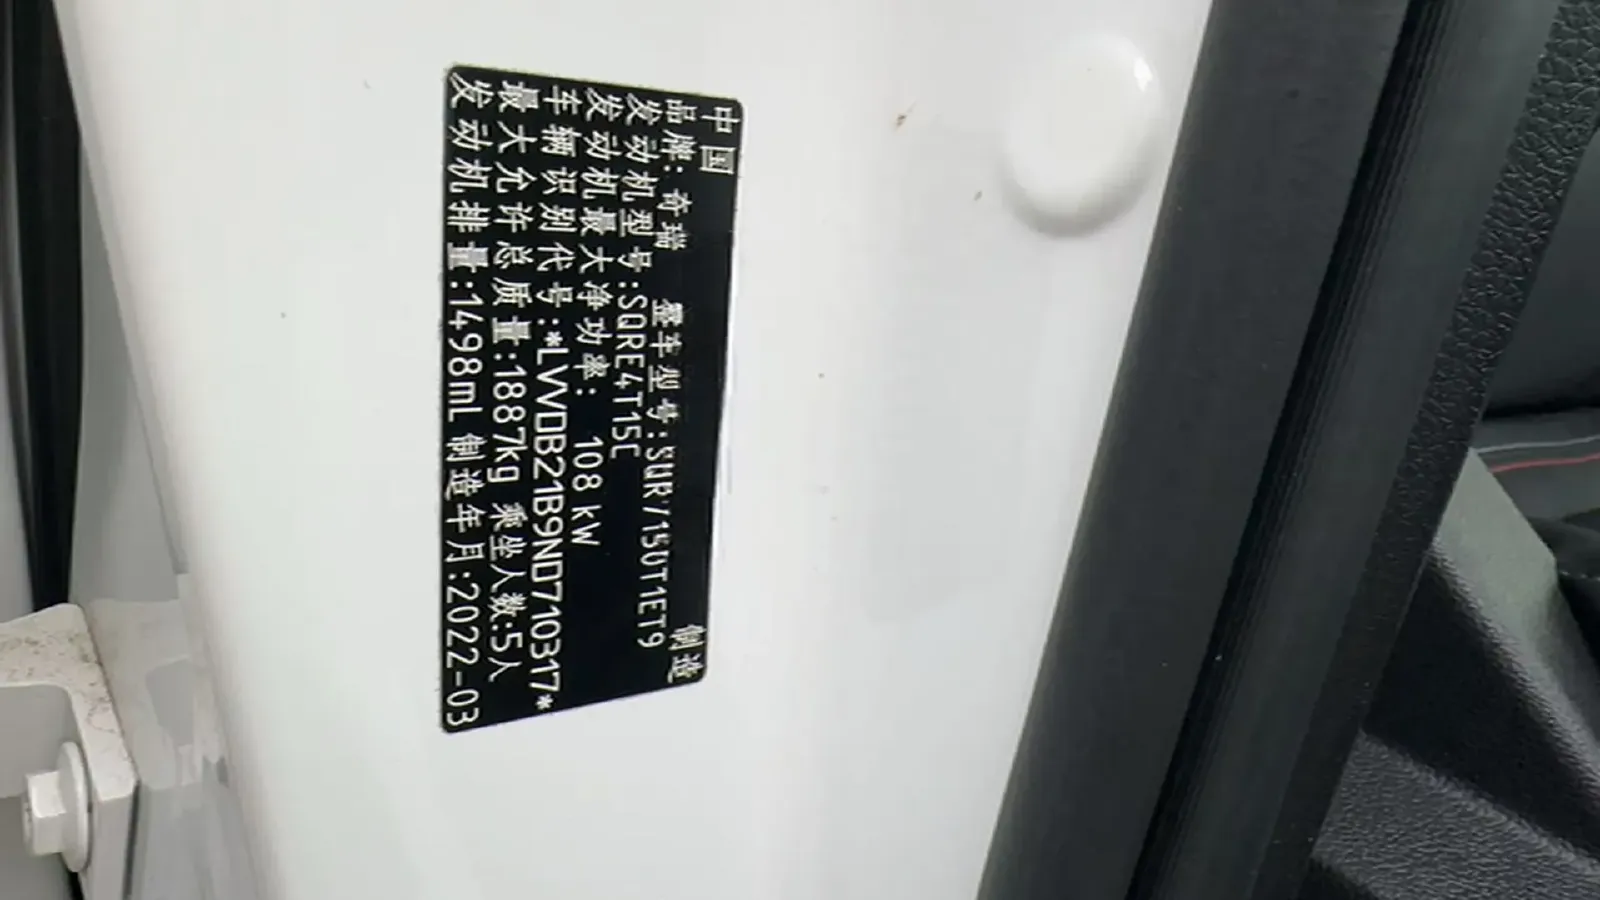 中国 制造
品牌: 奇瑞 整车型号:SQR7150T1ET9
发动机型号:SQRE4T15C
发动机最大净功率: 108 kW
车辆识别代号:*LVVDB21B9ND710317*
最大允许总质量:1887kg 乘坐人数:5人
发动机排量:1498mL 制造年月:2022-03